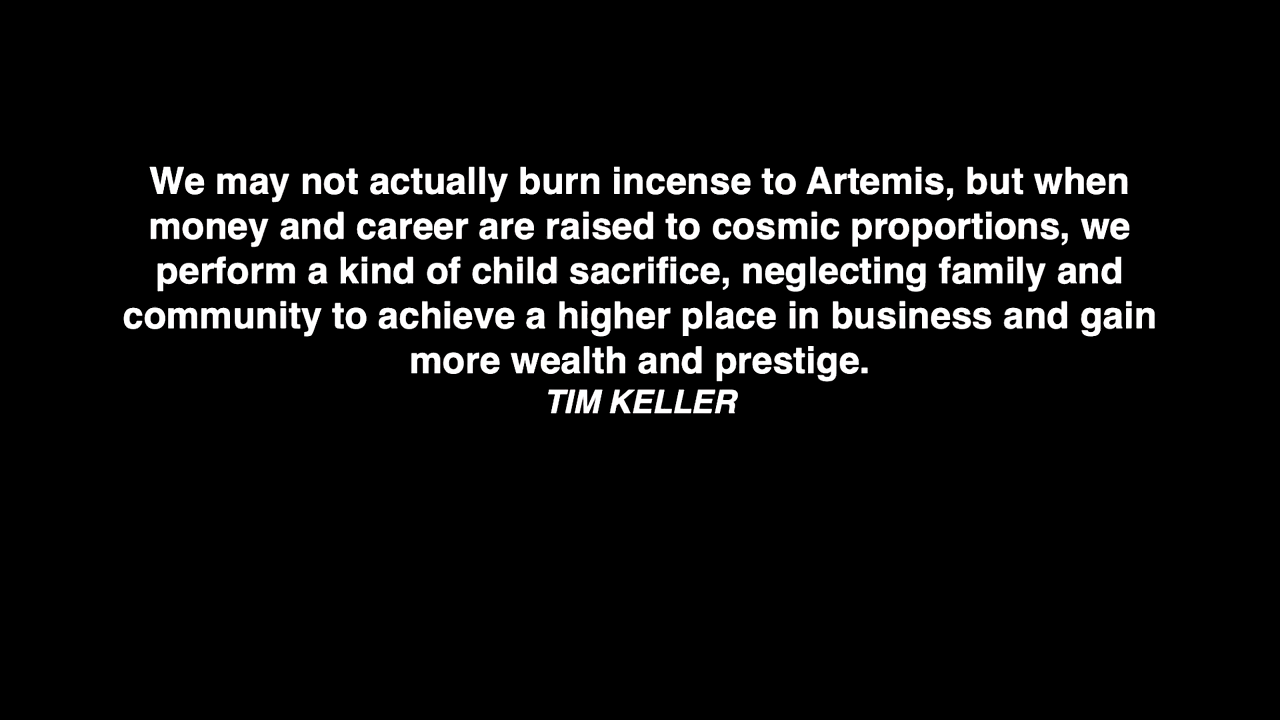 We may not actually burn incense to Artemis, but when
money and career are raised to cosmic proportions, we
perform a kind of child sacrifice, neglecting family and
community to achieve a higher place in business and gain
more wealth and prestige.
TIM KELLER